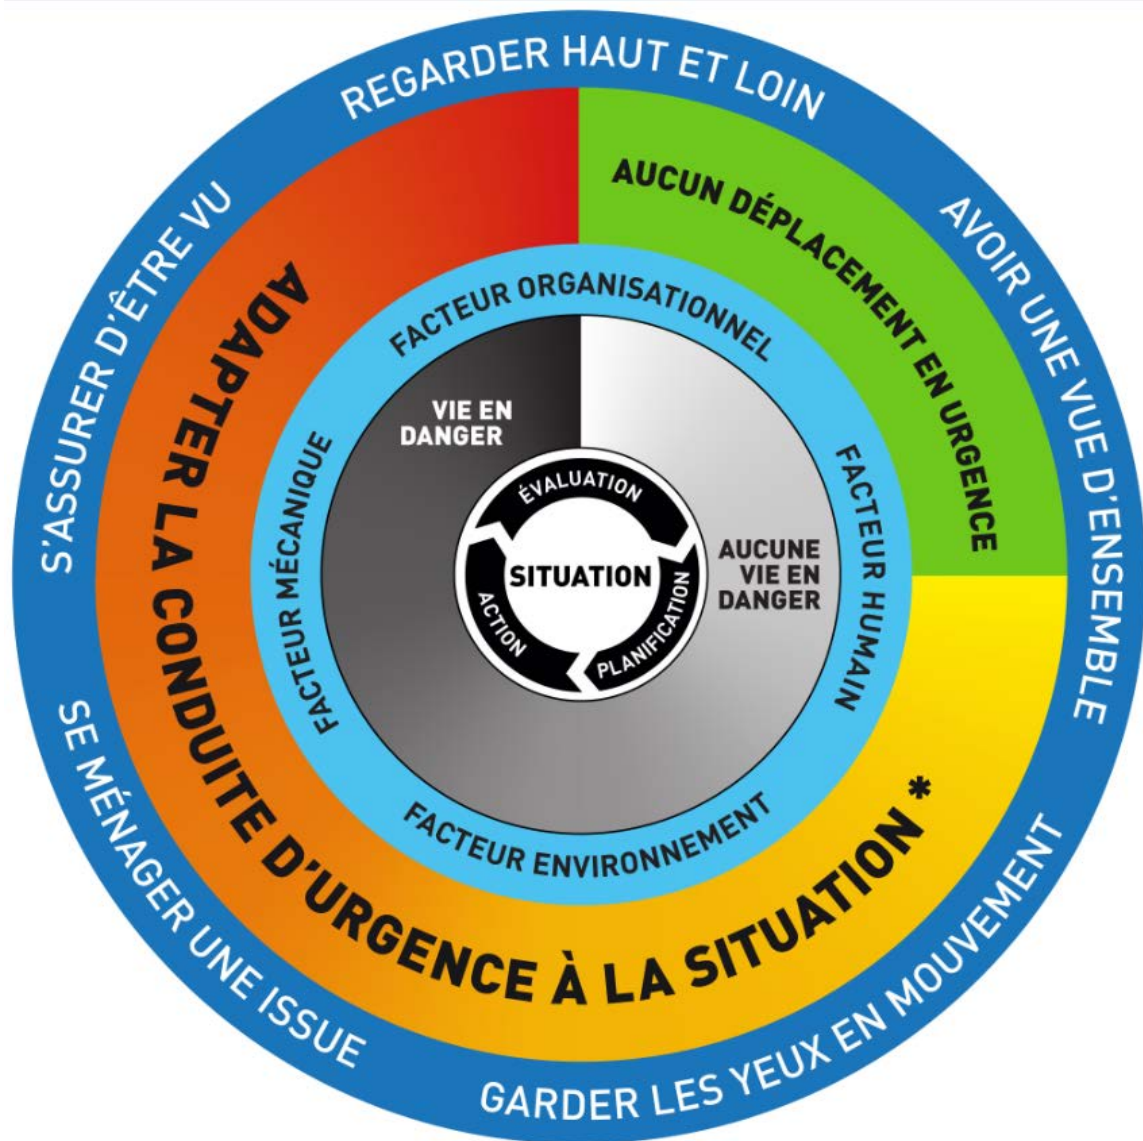 REGARDER HAUT ET LOIN
AVOIR UNE VUE D'ENSEMBLE
GARDER LES YEUX EN MOUVEMENT
SE MÉNAGER UNE ISSUE
S'ASSURER D'ÊTRE VU
AUCUN DÉPLACEMENT EN URGENCE
ADAPTER LA CONDUITE D'URGENCE À LA SITUATION *
FACTEUR ORGANISATIONNEL
FACTEUR HUMAIN
FACTEUR ENVIRONNEMENT
FACTEUR MÉCANIQUE
VIE EN
DANGER
AUCUNE
VIE EN
DANGER
ÉVALUATION
PLANIFICATION
ACTION
SITUATION